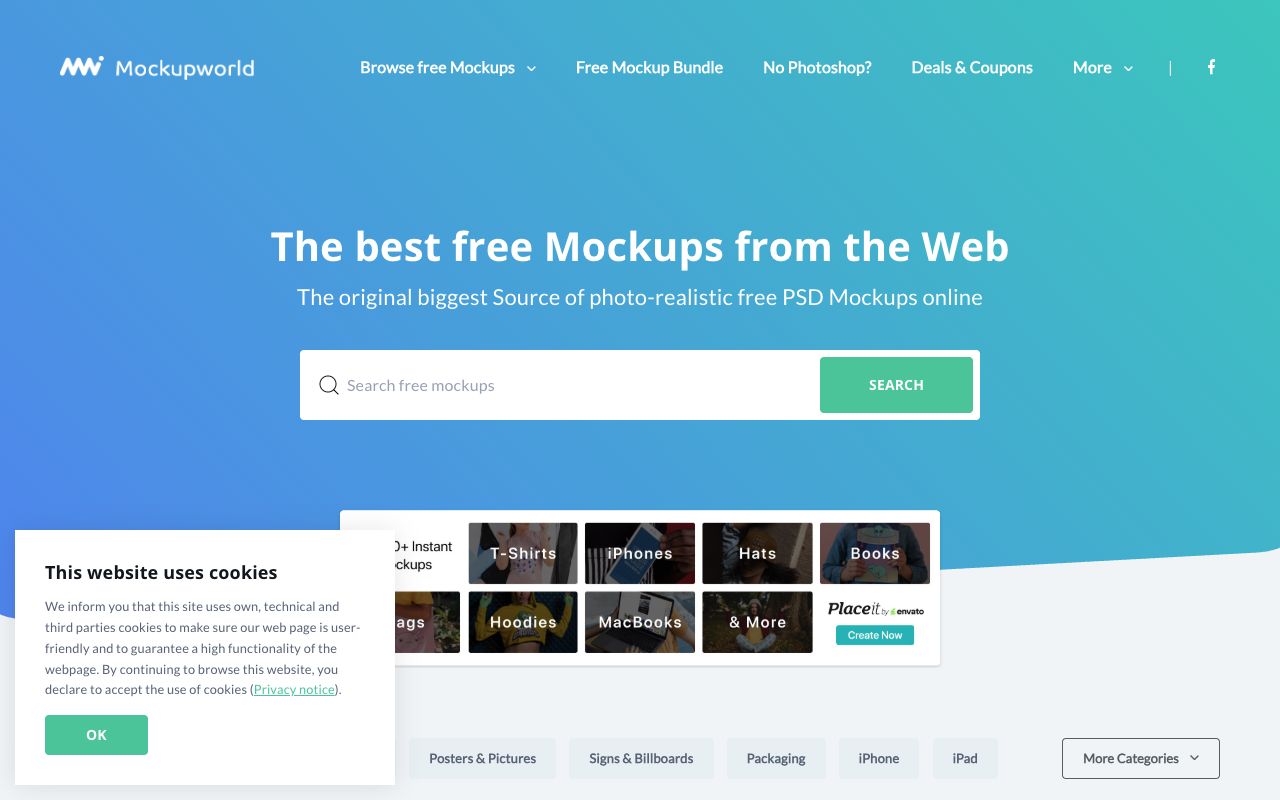 Mockupworld
Browse free Mockups
Free Mockup Bundle
No Photoshop?
Deals & Coupons
More
|
The best free Mockups from the Web
The original biggest Source of photo-realistic free PSD Mockups online
Search free mockups
SEARCH
0+ Instant
ckups
T-Shirts
iPhones
Hats
Books
ags
Hoodies
MacBooks
& More
Placeit by envato
Create Now
This website uses cookies
We inform you that this site uses own, technical and
third parties cookies to make sure our web page is user-
friendly and to guarantee a high functionality of the
webpage. By continuing to browse this website, you
declare to accept the use of cookies (Privacy notice).
OK
Posters & Pictures
Signs & Billboards
Packaging
iPhone
iPad
More Categories